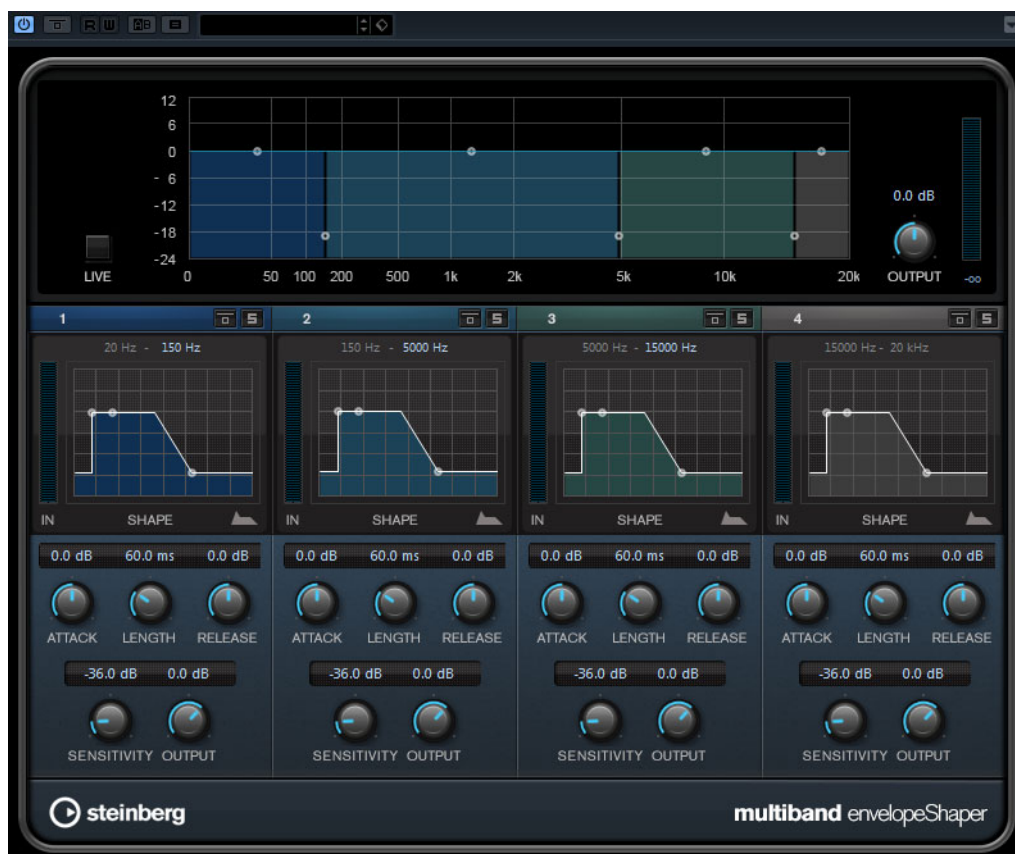 R W AB
12
6
0
- 6
-12
-18
-24
0 50 100 200 500 1k 2k 5k 10k 20k
LIVE
0.0 dB
OUTPUT
-∞
1 S 2 S 3 S 4 S
20 Hz - 150 Hz 150 Hz - 5000 Hz 5000 Hz - 15000 Hz 15000 Hz - 20 kHz
IN SHAPE IN SHAPE IN SHAPE IN SHAPE
0.0 dB 60.0 ms 0.0 dB 0.0 dB 60.0 ms 0.0 dB 0.0 dB 60.0 ms 0.0 dB 0.0 dB 60.0 ms 0.0 dB
ATTACK LENGTH RELEASE ATTACK LENGTH RELEASE ATTACK LENGTH RELEASE ATTACK LENGTH RELEASE
-36.0 dB 0.0 dB -36.0 dB 0.0 dB -36.0 dB 0.0 dB -36.0 dB 0.0 dB
SENSITIVITY OUTPUT SENSITIVITY OUTPUT SENSITIVITY OUTPUT SENSITIVITY OUTPUT
steinberg multiband envelopeShaper